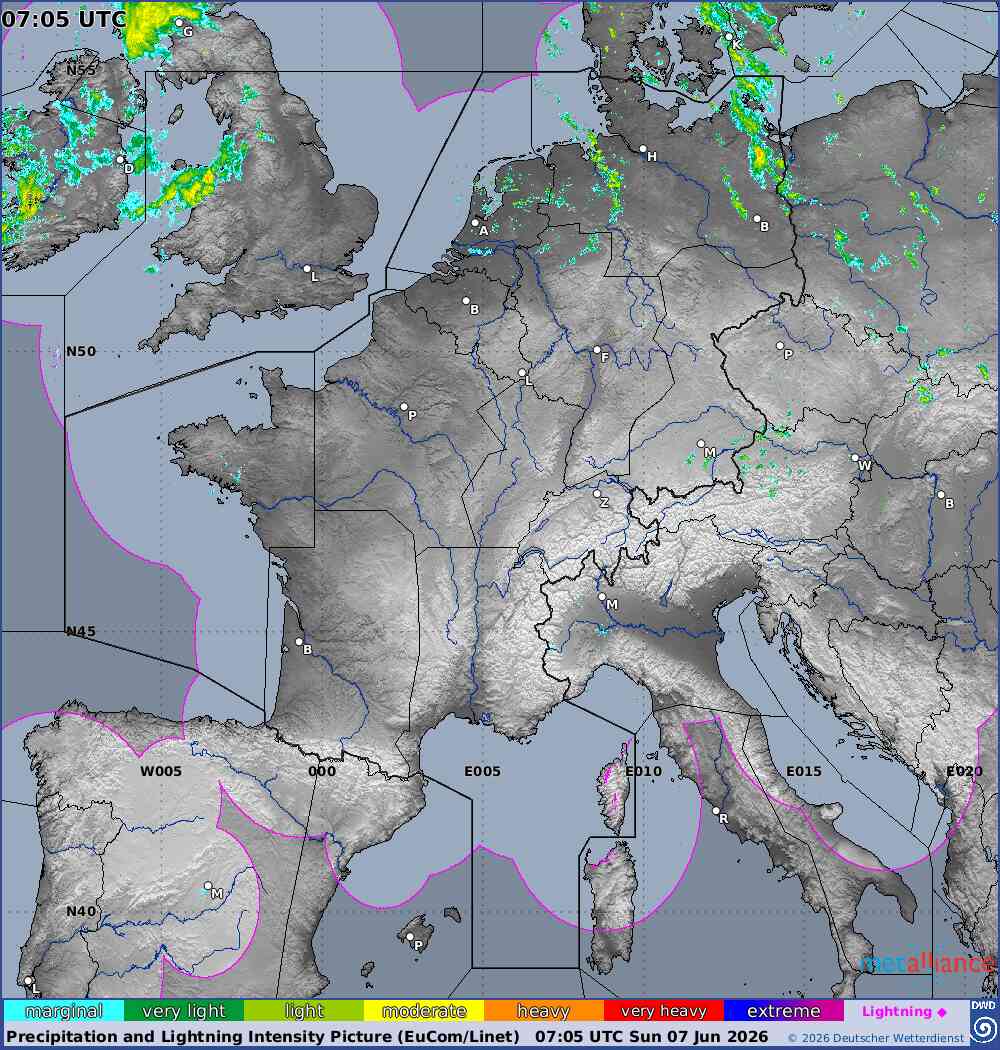 07:05 UTC
G
K
N55
D
H
A
B
L
B
N50
F
P
L
P
M
W
Z
B
M
N45
B
W005
000
E005
E010
E015
E020
R
M
N40
P
metalliance
L
marginal
very light
light
moderate
heavy
very heavy
extreme
Lightning ◆
DWD
Precipitation and Lightning Intensity Picture (EuCom/Linet) 07:05 UTC Sun 07 Jun 2026 © 2026 Deutscher Wetterdienst